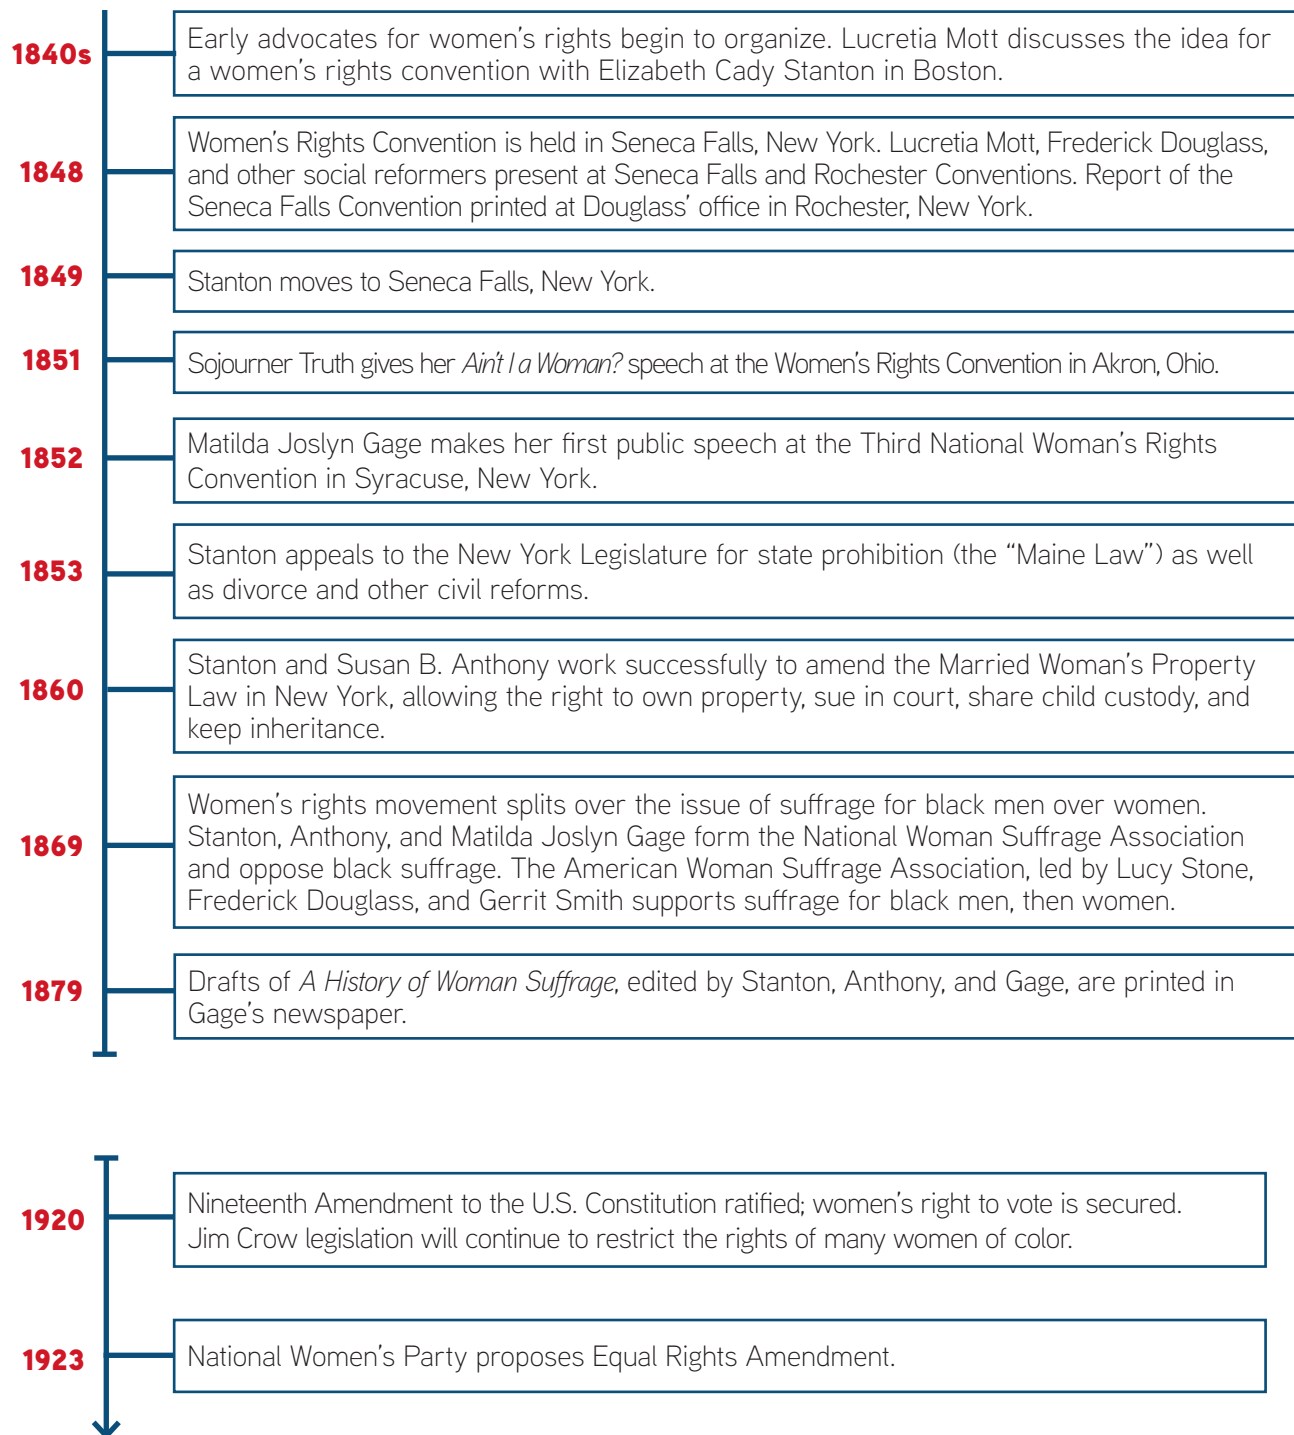 1840s
Early advocates for women’s rights begin to organize. Lucretia Mott discusses the idea for
a women’s rights convention with Elizabeth Cady Stanton in Boston.
1848
Women’s Rights Convention is held in Seneca Falls, New York. Lucretia Mott, Frederick Douglass,
and other social reformers present at Seneca Falls and Rochester Conventions. Report of the
Seneca Falls Convention printed at Douglass’ office in Rochester, New York.
1849
Stanton moves to Seneca Falls, New York.
1851
Sojourner Truth gives her Ain’t I a Woman? speech at the Women’s Rights Convention in Akron, Ohio.
1852
Matilda Joslyn Gage makes her first public speech at the Third National Woman’s Rights
Convention in Syracuse, New York.
1853
Stanton appeals to the New York Legislature for state prohibition (the “Maine Law”) as well
as divorce and other civil reforms.
1860
Stanton and Susan B. Anthony work successfully to amend the Married Woman’s Property
Law in New York, allowing the right to own property, sue in court, share child custody, and
keep inheritance.
1869
Women’s rights movement splits over the issue of suffrage for black men over women.
Stanton, Anthony, and Matilda Joslyn Gage form the National Woman Suffrage Association
and oppose black suffrage. The American Woman Suffrage Association, led by Lucy Stone,
Frederick Douglass, and Gerrit Smith supports suffrage for black men, then women.
1879
Drafts of A History of Woman Suffrage, edited by Stanton, Anthony, and Gage, are printed in
Gage’s newspaper.
1920
Nineteenth Amendment to the U.S. Constitution ratified; women’s right to vote is secured.
Jim Crow legislation will continue to restrict the rights of many women of color.
1923
National Women’s Party proposes Equal Rights Amendment.